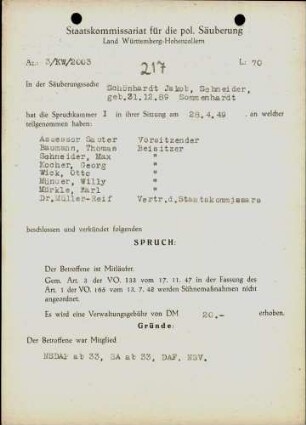 Staatskommissariat für die pol. Säuberung
Land Württemberg-Hohenzollern
Az.: I/KW/2003
L: 70
217
In der Säuberungssache
Schönhardt Jakob, Schneider,
geb. 31.12.89 Sommenhardt
hat die Spruchkammer I in ihrer Sitzung am 28.4.49 , an welcher
teilgenommen haben:
Assessor Sauter Vorsitzender
Baumann, Thomas Beisitzer
Schneider, Max "
Kocher, Georg "
Wick, Otto "
Willy "
Märkle, Karl "
Dr.Müller-Reif Vertr.d.Staatskommissars
beschlossen und verkündet folgenden
SPRUCH:
Der Betroffene ist Mitläufer.
Gem. Art. 3 der VO. 133 vom 17. 11. 47 in der Fassung des
Art. 1 der VO. 165 vom 13. 7. 48 werden Sühnemaßnahmen nicht
angeordnet.
Es wird eine Verwaltungsgebühr von DM 20.- erhoben.
Gründe:
Der Betroffene war Mitglied
NSDAP ab 33, SA ab 33, DAF, NSV.